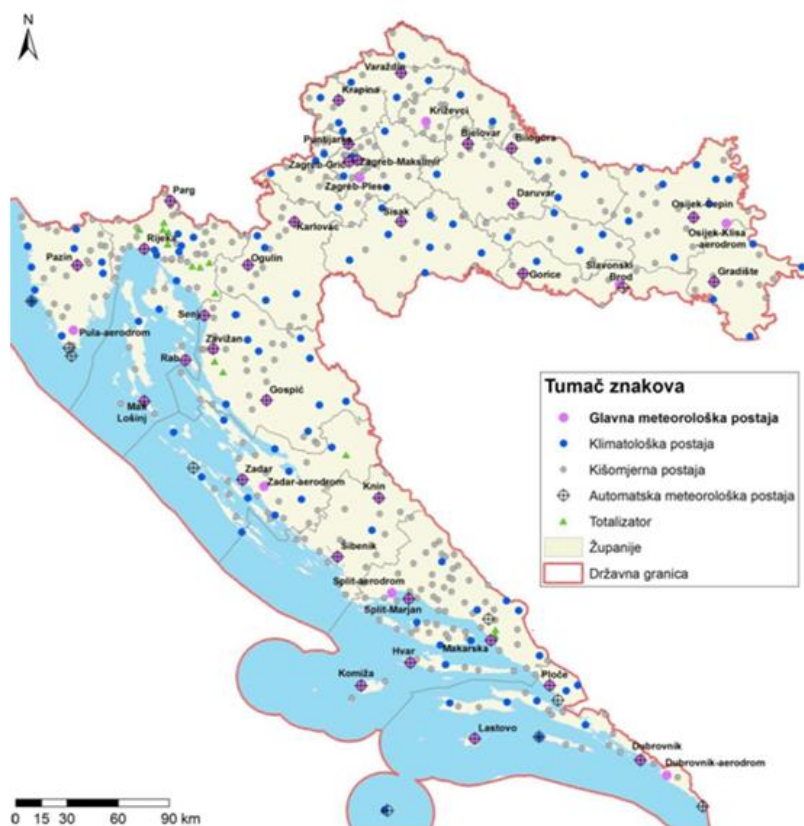 N
Varaždin
Krapina
Križevci
Puntijarka
Bjelovar
Bilogora
Zagreb-Grič
Zagreb-Maksimir
Zagreb-Pleso
Parg
Daruvar
Osijek-Čepin
Sisak
Karlovac
Osijek-Klisa
-aerodrom
Rijeka
Pazin
Ogulin
Gorice
Slavonski
Brod
Gradište
Senj
Pula-aerodrom
Zavižan
Rab
Gospić
Mali
Lošinj
Zadar
Zadar-aerodrom
Knin
Šibenik
Split-aerodrom
Split-Marjan
Makarska
Hvar
Komiža
Ploče
Lastovo
Dubrovnik
Dubrovnik-aerodrom
Tumač znakova
Glavna meteorološka postaja
Klimatološka postaja
Kišomjerna postaja
Automatska meteorološka postaja
Totalizator
Županije
Državna granica
0 15 30 60 90 km